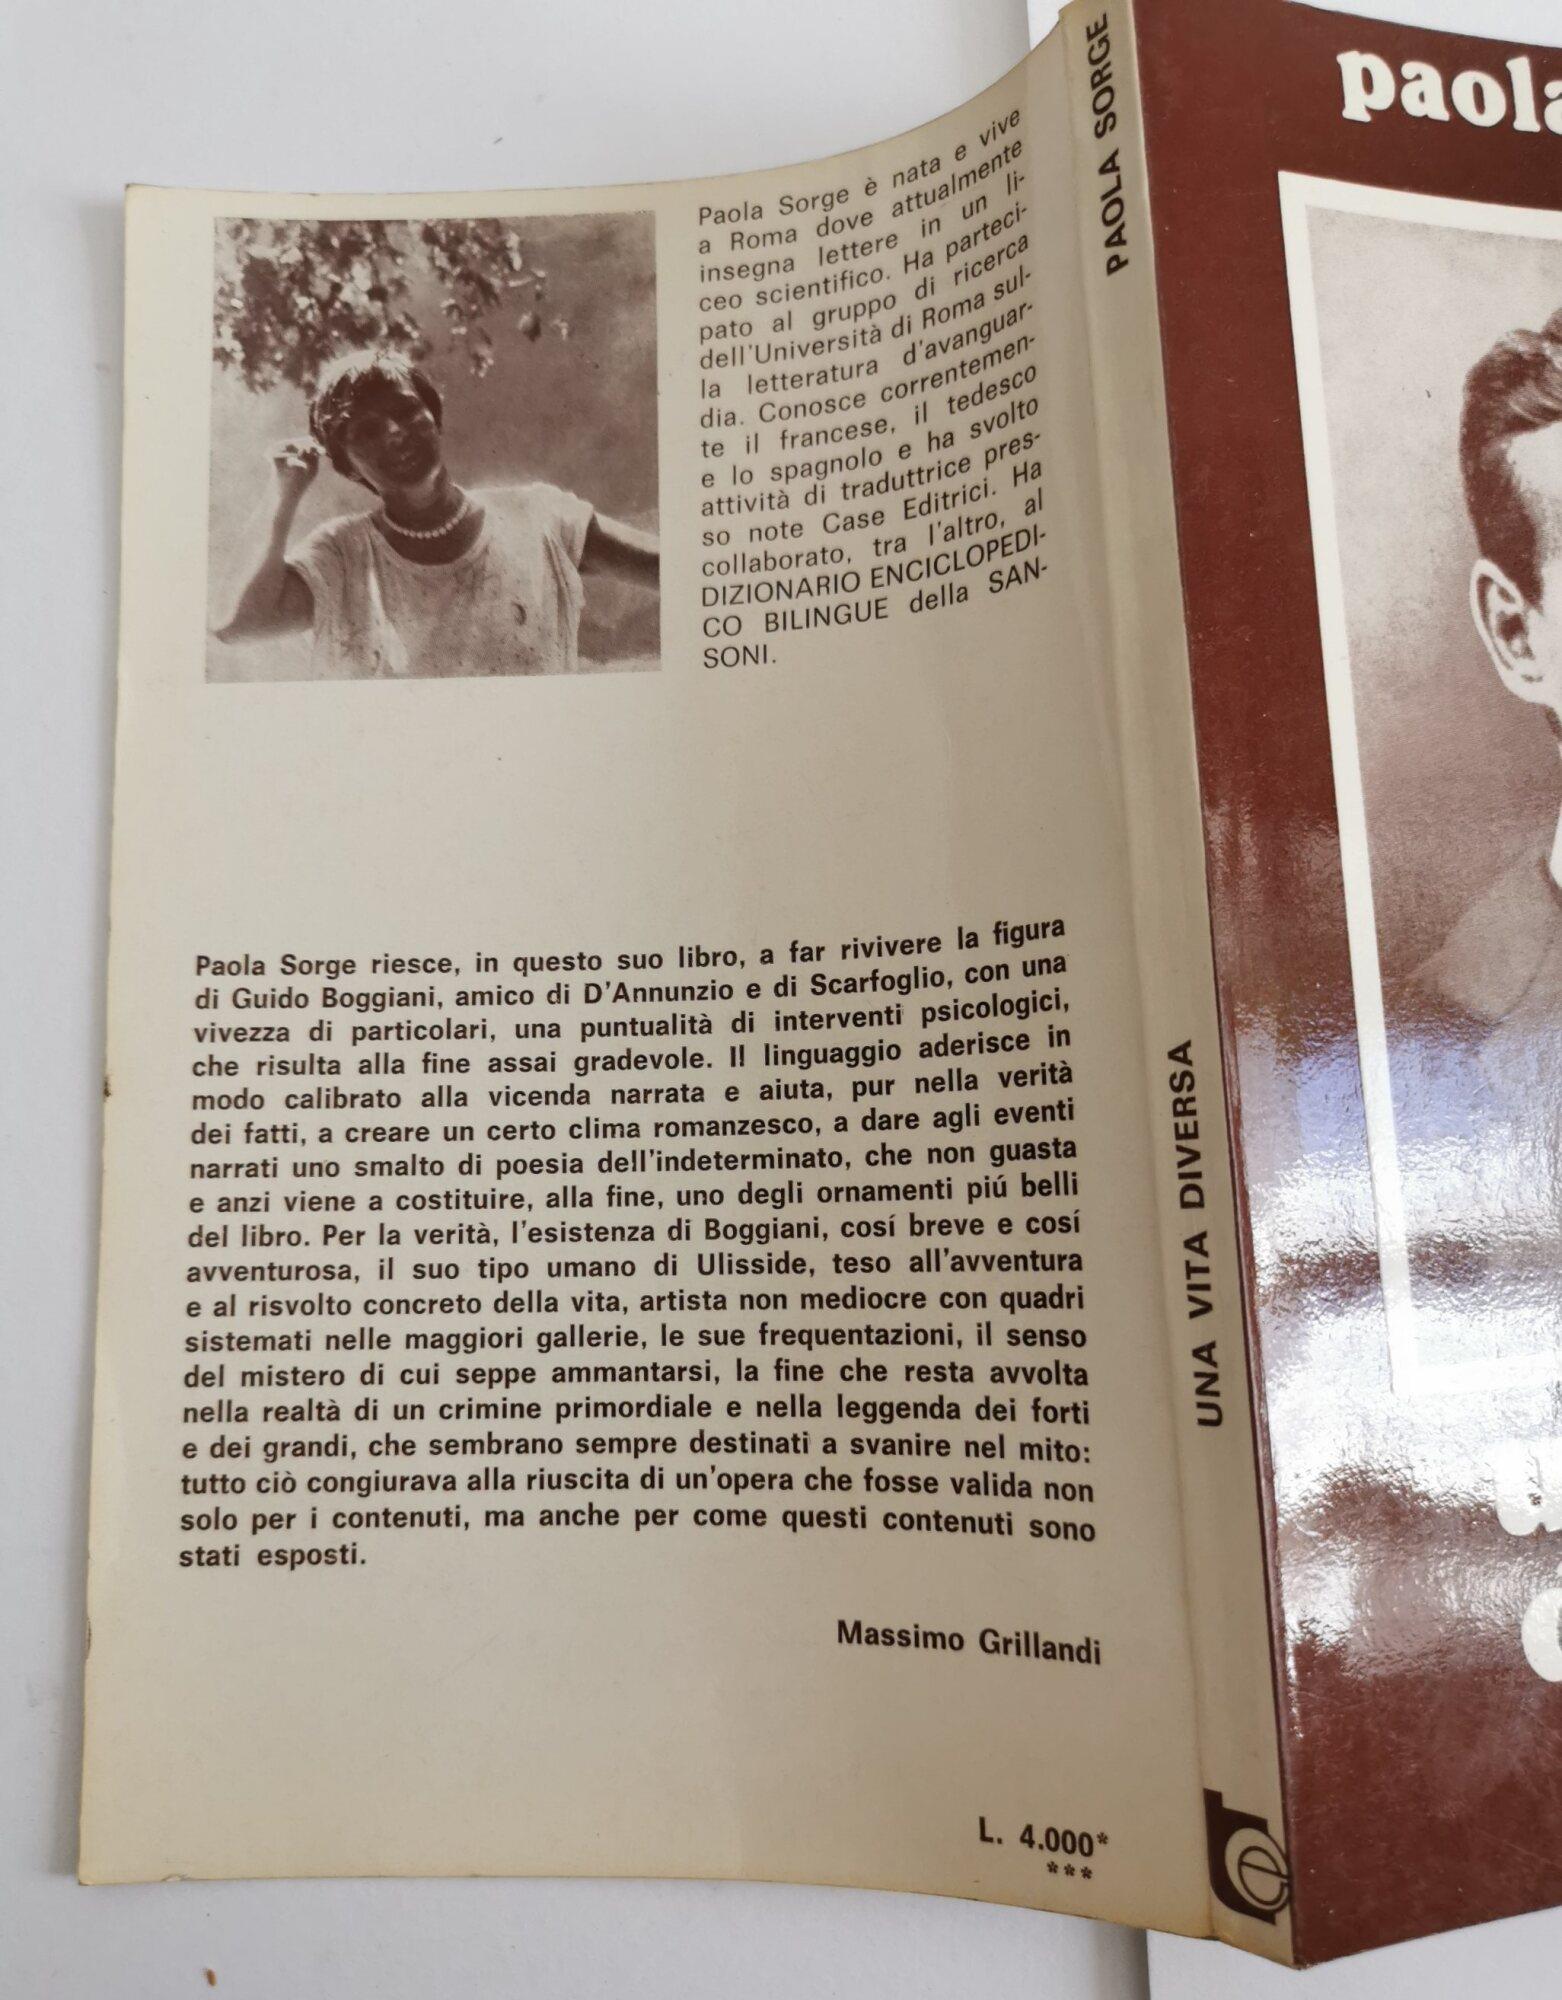 Paola Sorge è nata e vive
a Roma dove attualmente
insegna lettere in un li-
ceo scientifico. Ha parteci-
pato al gruppo di ricerca
dell'Università di Roma sul-
la letteratura d'avanguar-
dia. Conosce correntemen-
te il francese, il tedesco
e lo spagnolo e ha svolto
attività di traduttrice pres-
so note Case Editrici. Ha
collaborato, tra l'altro, al
DIZIONARIO ENCICLOPEDI-
CO BILINGUE della SAN-
SONI.
Paola Sorge riesce, in questo suo libro, a far rivivere la figura
di Guido Boggiani, amico di D'Annunzio e di Scarfoglio, con una
vivezza di particolari, una puntualità di interventi psicologici,
che risulta alla fine assai gradevole. Il linguaggio aderisce in
modo calibrato alla vicenda narrata e aiuta, pur nella verità
dei fatti, a creare un certo clima romanzesco, a dare agli eventi
narrati uno smalto di poesia dell'indeterminato, che non guasta
e anzi viene a costituire, alla fine, uno degli ornamenti piú belli
del libro. Per la verità, l'esistenza di Boggiani, cosí breve e cosí
avventurosa, il suo tipo umano di Ulisside, teso all'avventura
e al risvolto concreto della vita, artista non mediocre con quadri
sistemati nelle maggiori gallerie, le sue frequentazioni, il senso
del mistero di cui seppe ammantarsi, la fine che resta avvolta
nella realtà di un crimine primordiale e nella leggenda dei forti
e dei grandi, che sembrano sempre destinati a svanire nel mito:
tutto ciò congiurava alla riuscita di un'opera che fosse valida non
solo per i contenuti, ma anche per come questi contenuti sono
stati esposti.
Massimo Grillandi
L. 4.000*
***
PAOLA SORGE
UNA VITA DIVERSA
e
paola